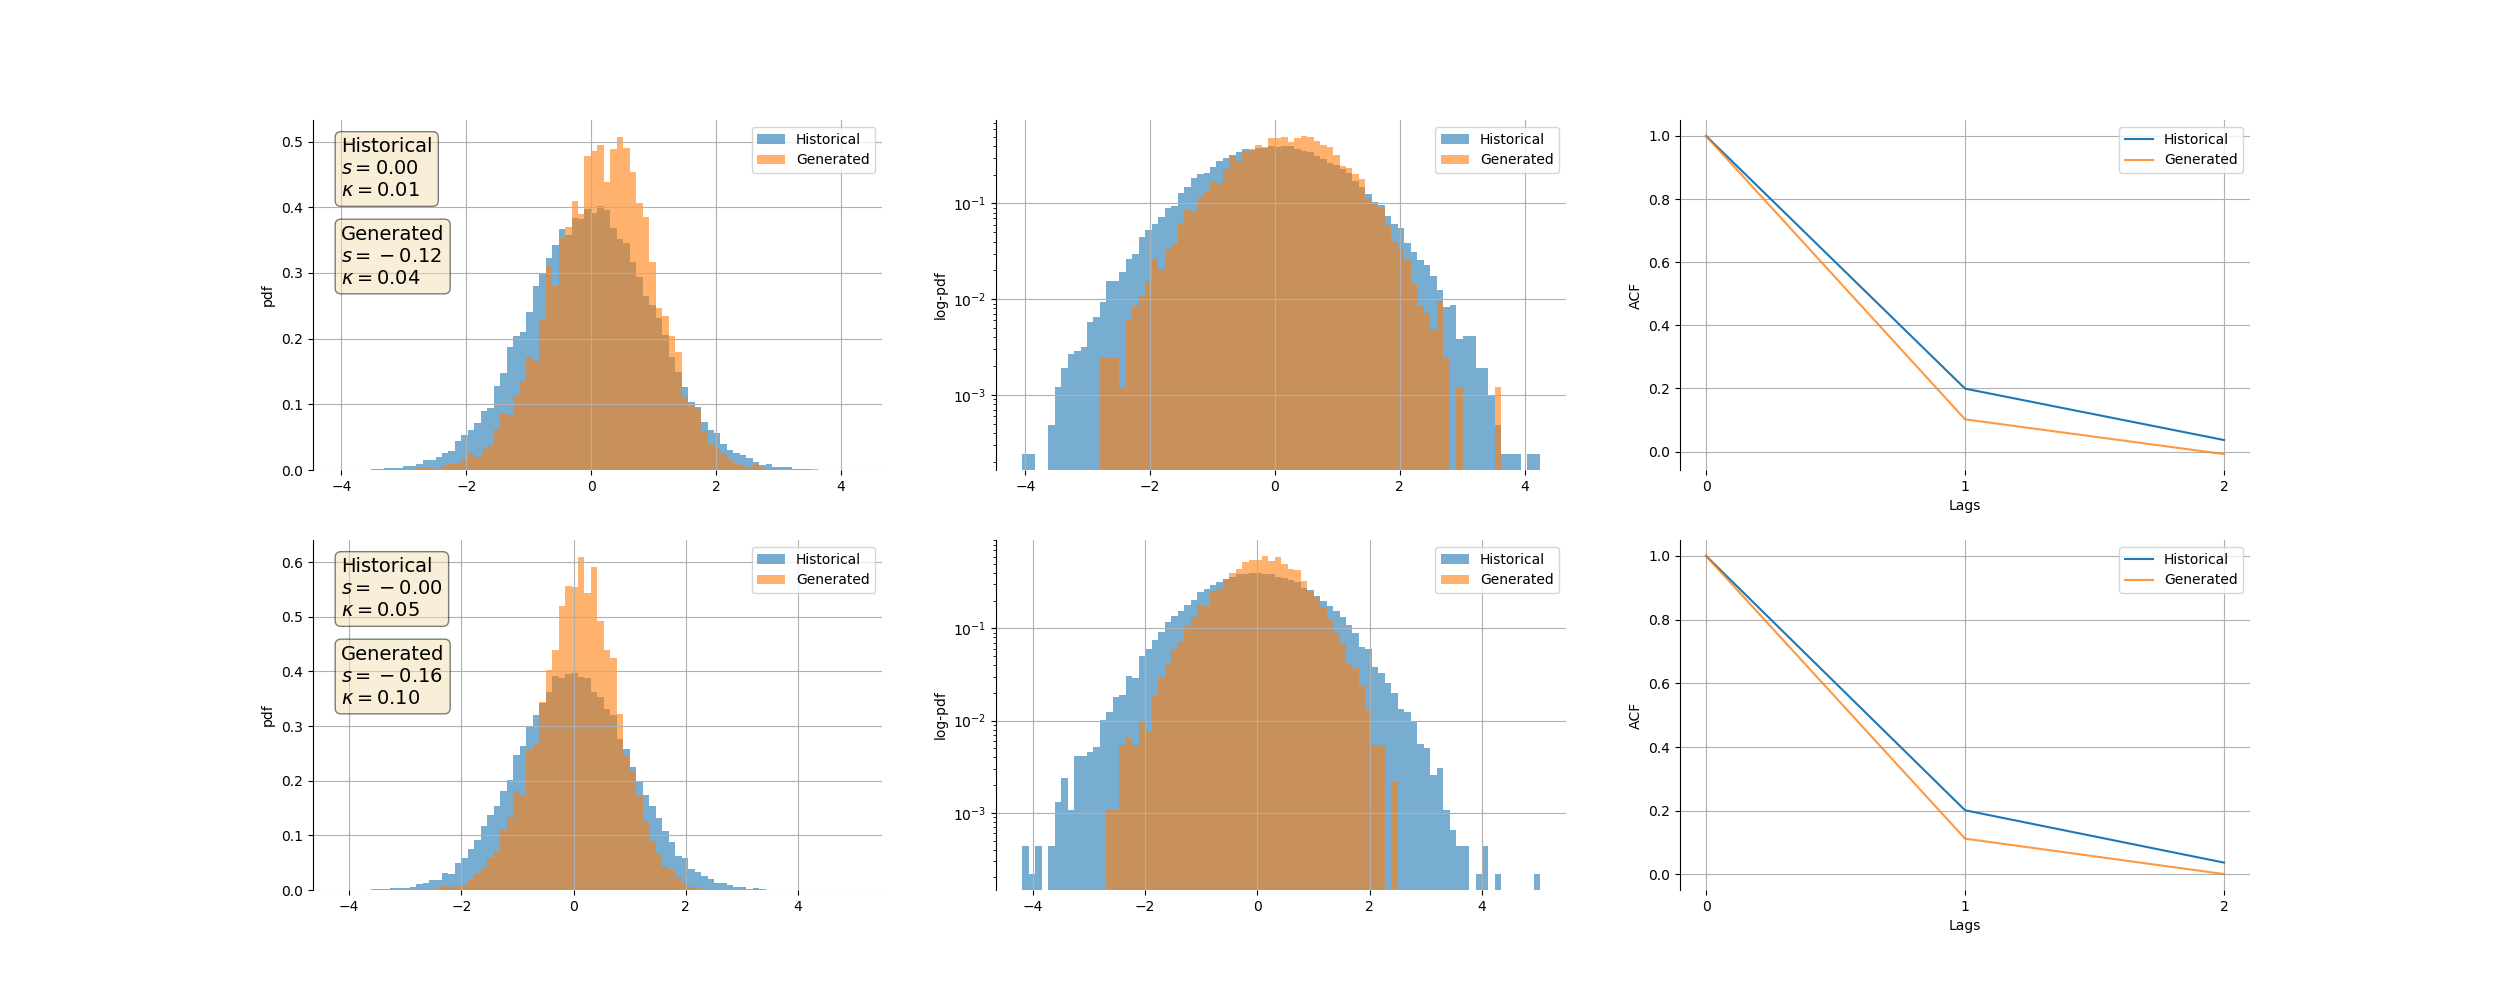 Historical
s = 0.00
κ = 0.01
Generated
s = −0.12
κ = 0.04
Historical
Generated
pdf
0.5
0.4
0.3
0.2
0.1
0.0
−4 −2 0 2 4
Historical
Generated
log-pdf
10−1
10−2
10−3
−4 −2 0 2 4
Historical
Generated
ACF
1.0
0.8
0.6
0.4
0.2
0.0
0 1 2
Lags
Historical
s = −0.00
κ = 0.05
Generated
s = −0.16
κ = 0.10
Historical
Generated
pdf
0.6
0.5
0.4
0.3
0.2
0.1
0.0
−4 −2 0 2 4
Historical
Generated
log-pdf
10−1
10−2
10−3
−4 −2 0 2 4
Historical
Generated
ACF
1.0
0.8
0.6
0.4
0.2
0.0
0 1 2
Lags